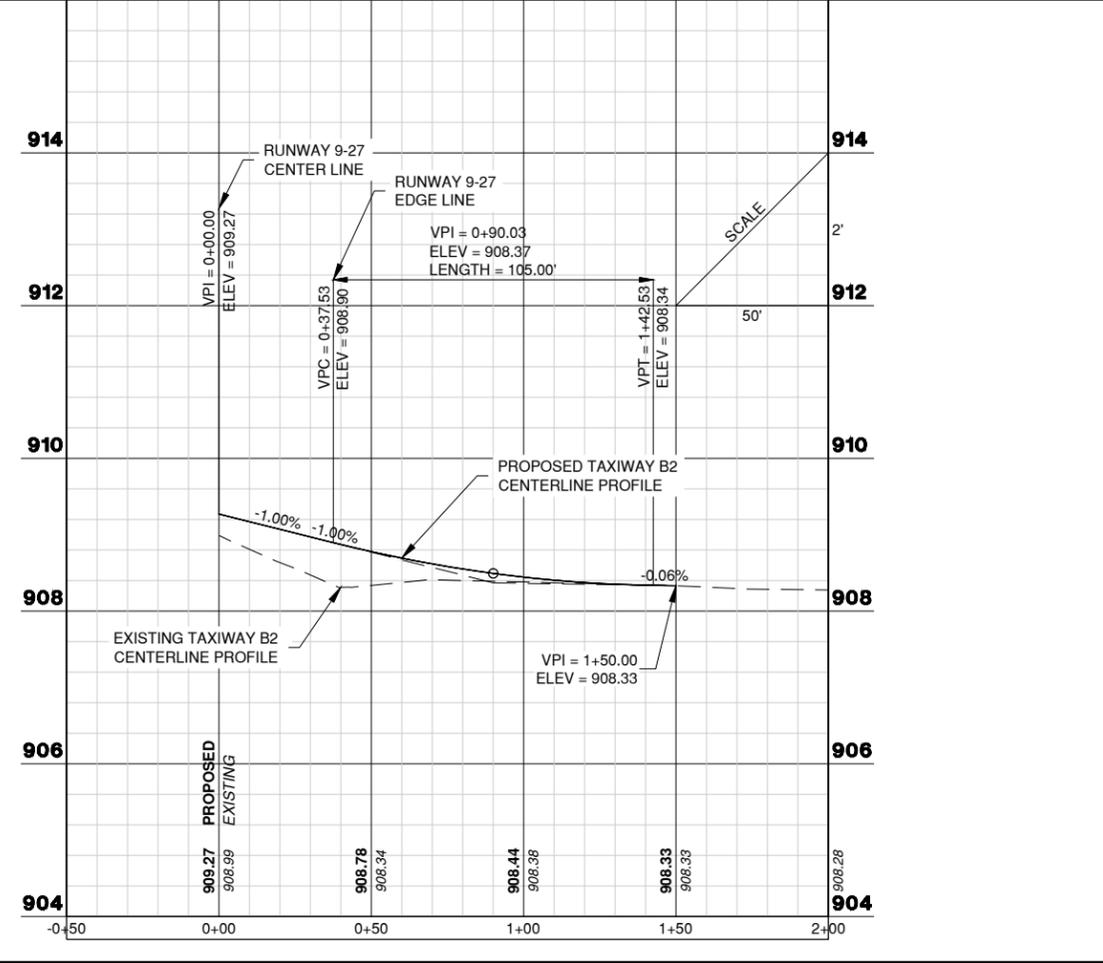 914
914
RUNWAY 9-27
CENTER LINE
RUNWAY 9-27
EDGE LINE
SCALE
2'
VPI = 0+00.00
ELEV = 909.27
VPI = 0+90.03
ELEV = 908.37
LENGTH = 105.00'
912
912
50'
VPC = 0+37.53
ELEV = 908.90
VPT = 1+42.53
ELEV = 908.34
910
910
PROPOSED TAXIWAY B2
CENTERLINE PROFILE
-1.00%
-1.00%
-0.06%
908
908
EXISTING TAXIWAY B2
CENTERLINE PROFILE
VPI = 1+50.00
ELEV = 908.33
906
906
PROPOSED
EXISTING
909.27
908.99
908.78
908.34
908.44
908.38
908.33
908.33
908.28
904
904
-0+50
0+00
0+50
1+00
1+50
2+00